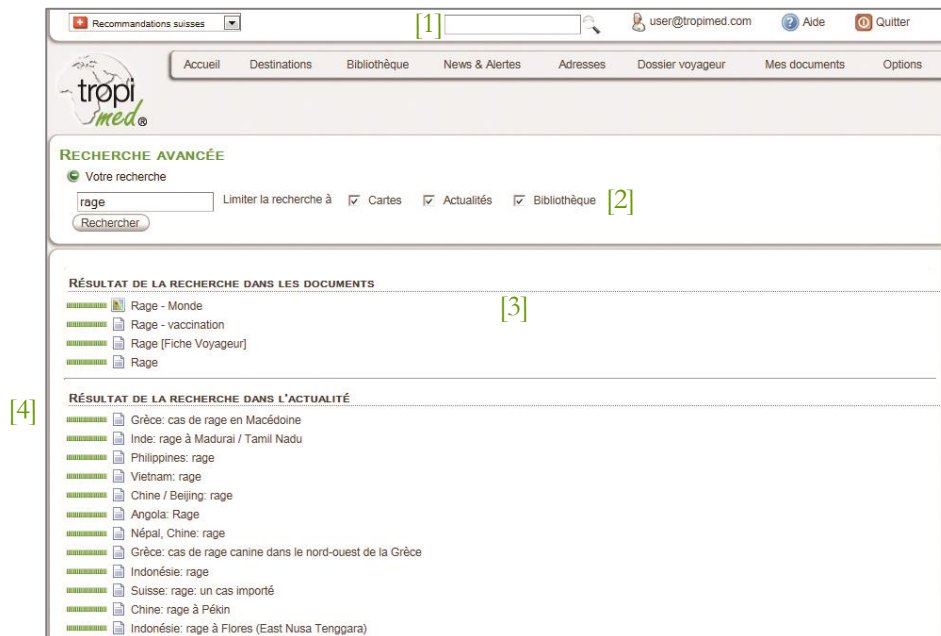 Recommandations suisses [1] user@tropimed.com Aide Quitter
Accueil Destinations Bibliothèque News & Alertes Adresses Dossier voyageur Mes documents Options
tropi
med®
RECHERCHE AVANCÉE
Votre recherche
rage Limiter la recherche à Cartes Actualités Bibliothèque [2]
Rechercher
RÉSULTAT DE LA RECHERCHE DANS LES DOCUMENTS
Rage - Monde [3]
Rage - vaccination
Rage [Fiche Voyageur]
Rage
[4] RÉSULTAT DE LA RECHERCHE DANS L'ACTUALITÉ
Grèce: cas de rage en Macédoine
Inde: rage à Madurai / Tamil Nadu
Philippines: rage
Vietnam: rage
Chine / Beijing: rage
Angola: Rage
Népal, Chine: rage
Grèce: cas de rage canine dans le nord-ouest de la Grèce
Indonésie: rage
Suisse: rage: un cas importé
Chine: rage à Pékin
Indonésie: rage à Flores (East Nusa Tenggara)